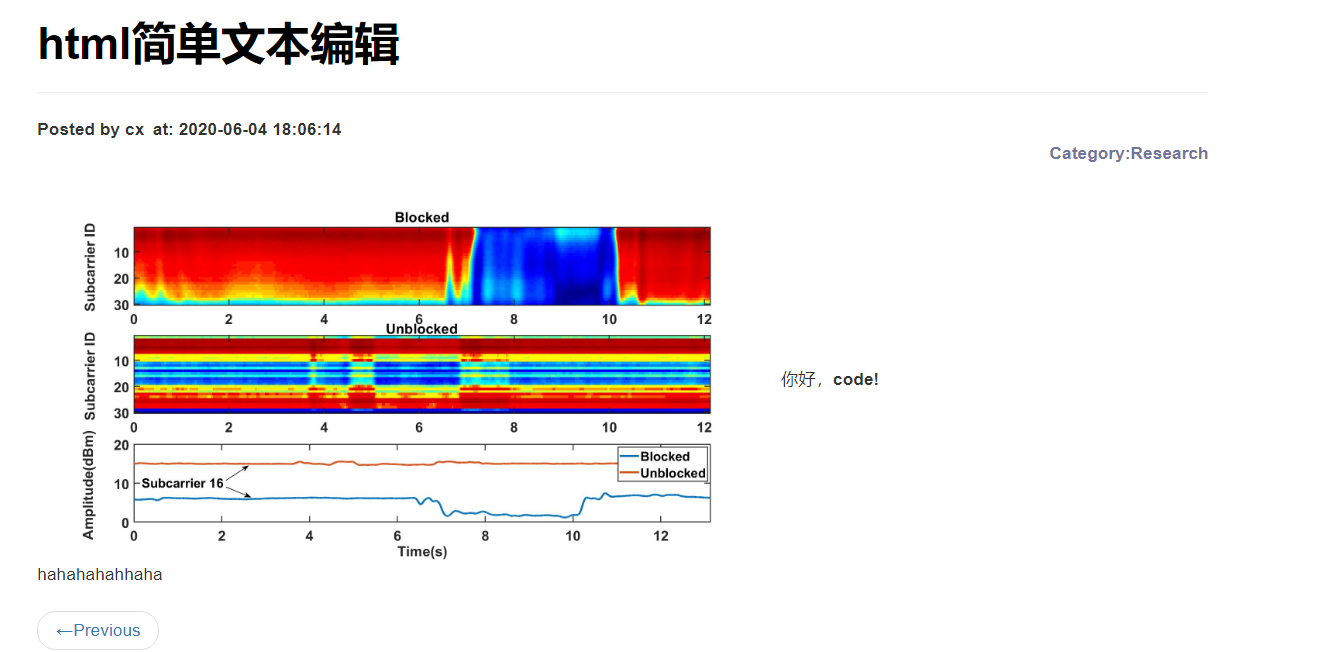 html简单文本编辑
Posted by cx at: 2020-06-04 18:06:14
Category:Research
Blocked
Subcarrier ID
10
20
30
0 2 4 6 8 10 12
Unblocked
Subcarrier ID
10
20
30
0 2 4 6 8 10 12
你好，code!
Amplitude(dBm)
20
10
0
Blocked
Unblocked
Subcarrier 16
0 2 4 6 8 10 12
Time(s)
hahahahahhaha
←Previous